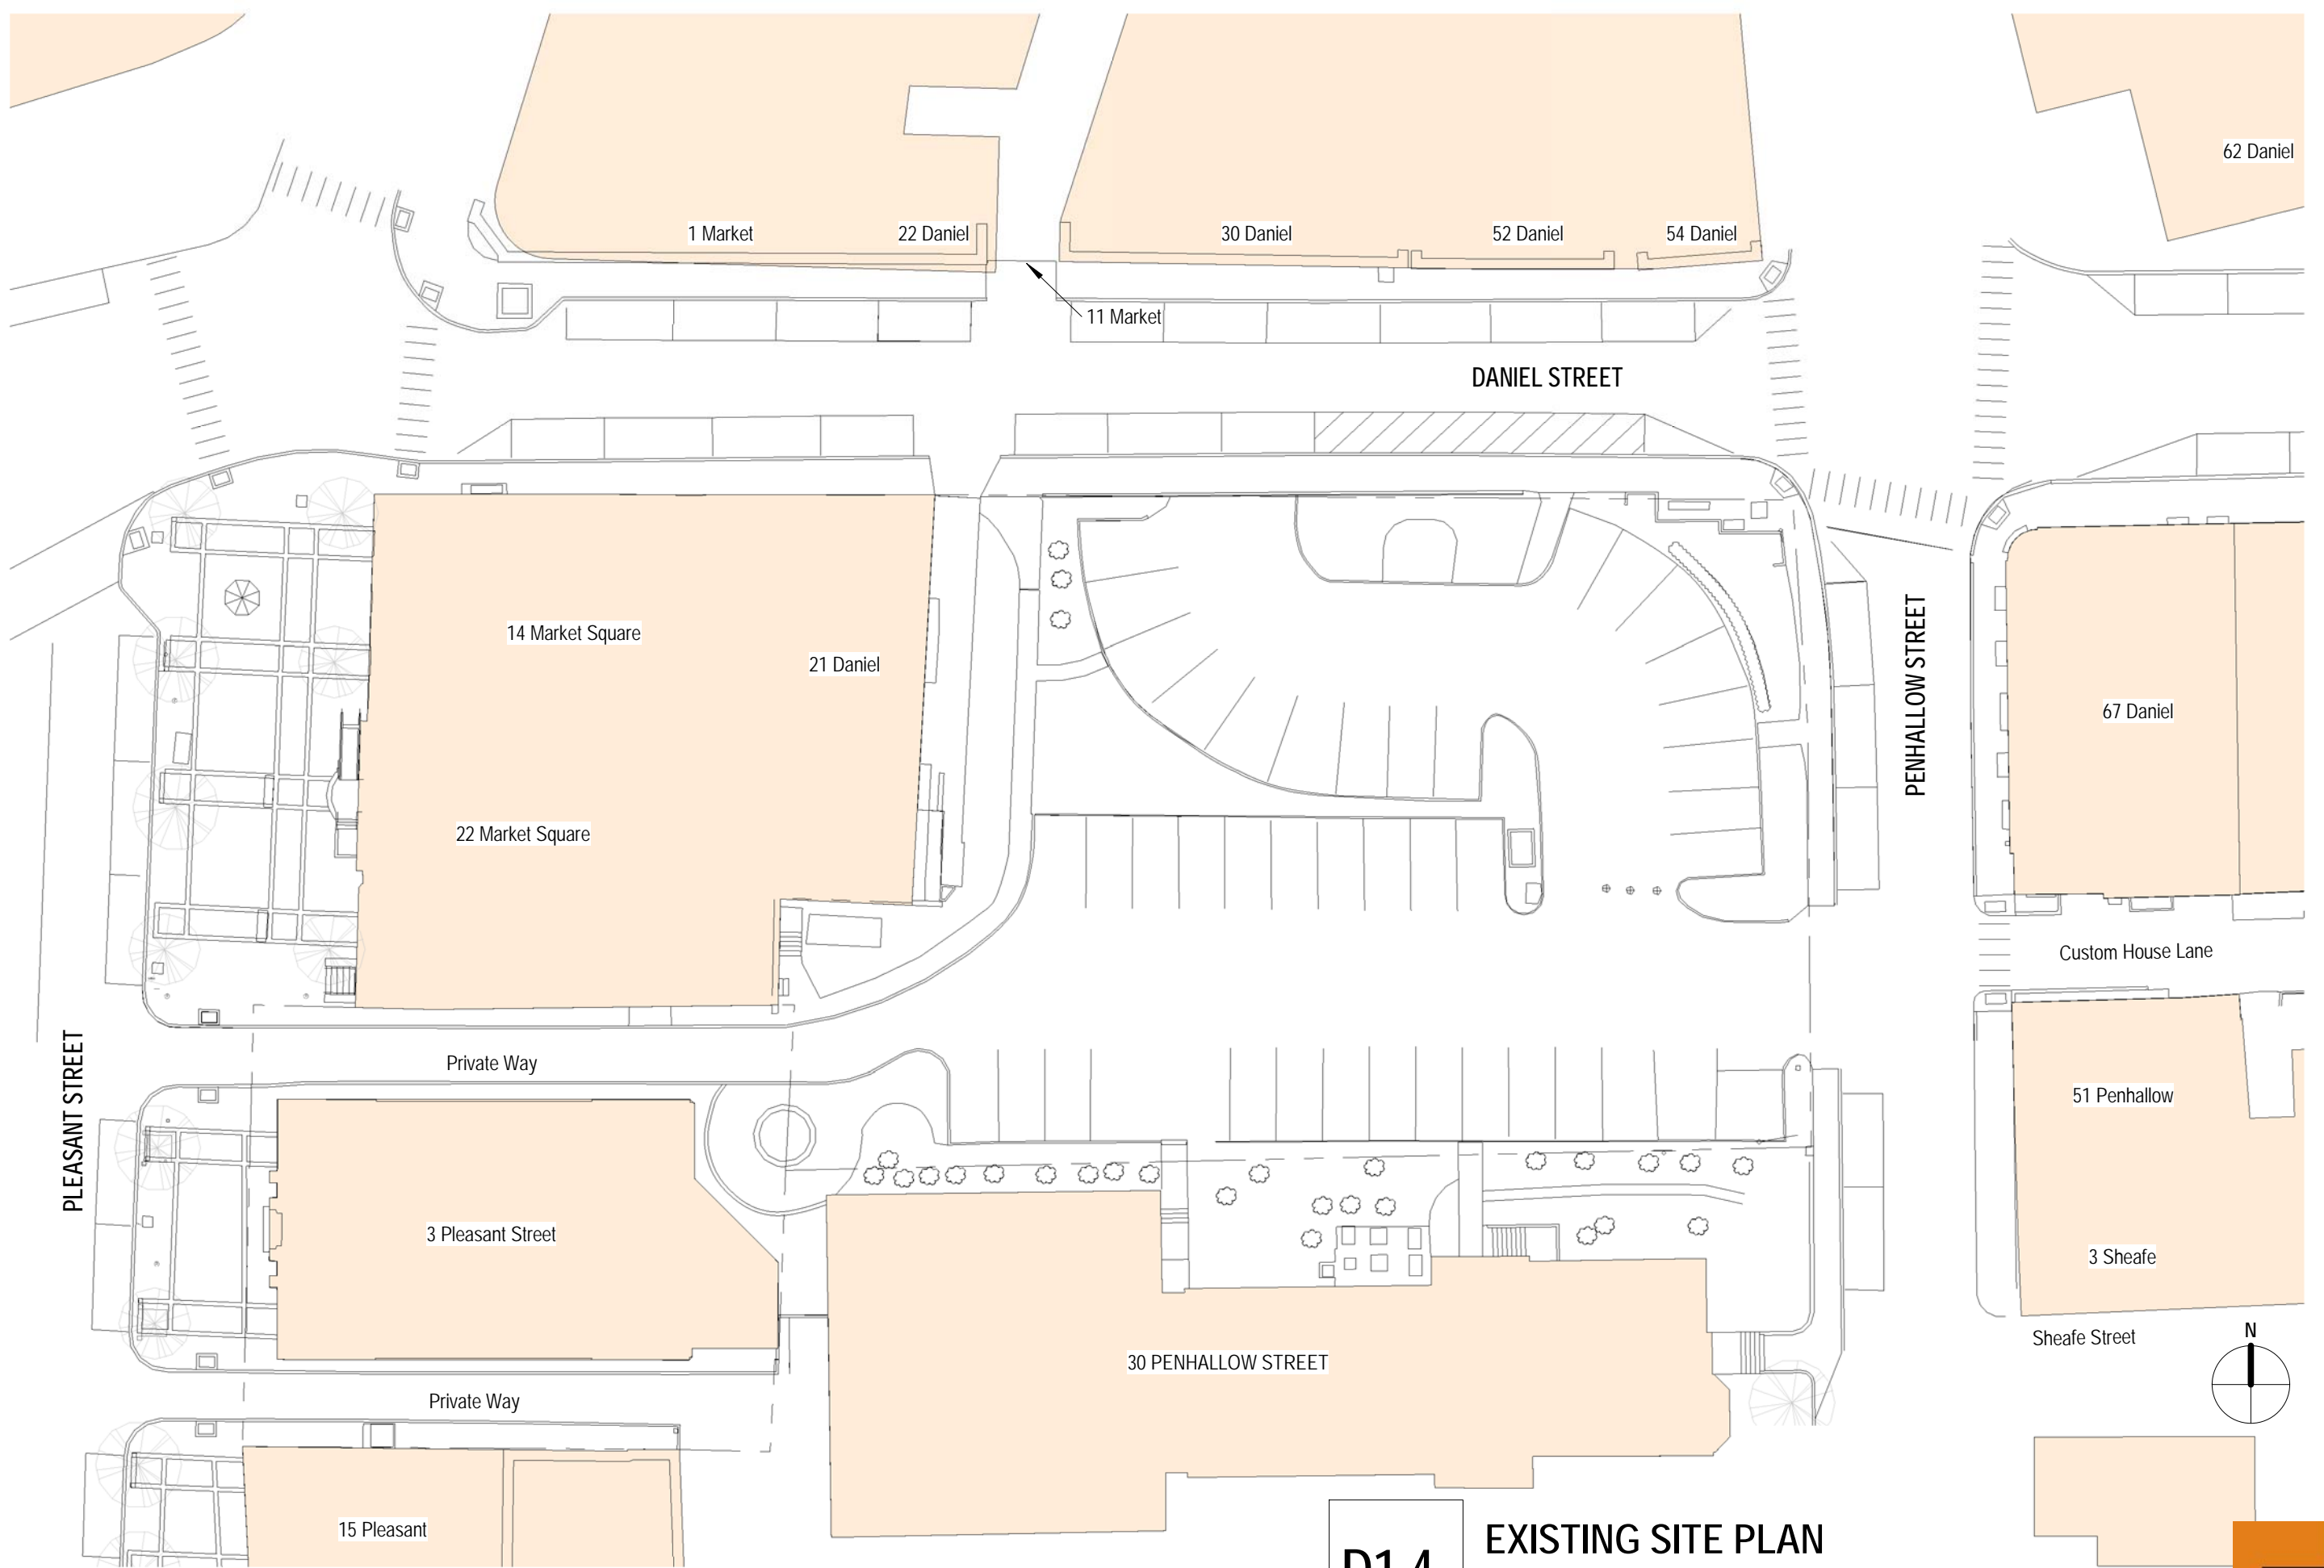 62 Daniel
1 Market
22 Daniel
30 Daniel
52 Daniel
54 Daniel
11 Market
DANIEL STREET
14 Market Square
21 Daniel
PENHALLOW STREET
67 Daniel
22 Market Square
Custom House Lane
PLEASANT STREET
Private Way
51 Penhallow
3 Pleasant Street
3 Sheafe
Sheafe Street
N
30 PENHALLOW STREET
Private Way
15 Pleasant
D1.4
EXISTING SITE PLAN